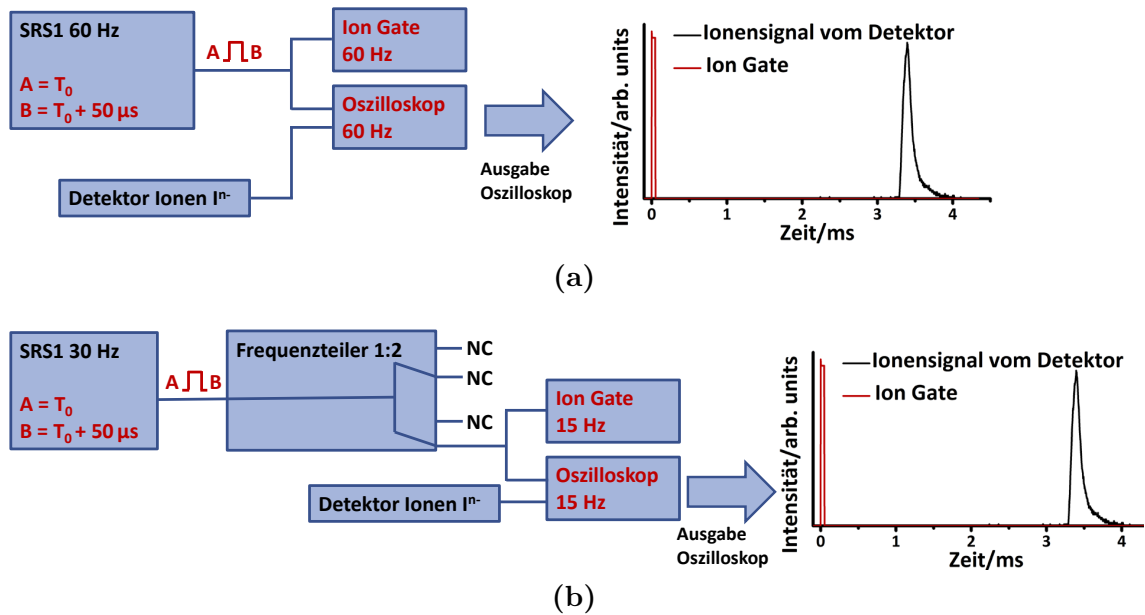 SRS1 60 Hz
A = T₀
B = T₀ + 50 µs
A B
Ion Gate
60 Hz
Oszilloskop
60 Hz
Detektor Ionen Iⁿ⁻
Ausgabe
Oszilloskop
Intensität/arb. units
Ionensignal vom Detektor
Ion Gate
0 1 2 3 4
Zeit/ms
(a)
SRS1 30 Hz
A = T₀
B = T₀ + 50 µs
A B
Frequenzteiler 1:2
NC
NC
NC
Ion Gate
15 Hz
Oszilloskop
15 Hz
Detektor Ionen Iⁿ⁻
Ausgabe
Oszilloskop
Intensität/arb. units
Ionensignal vom Detektor
Ion Gate
0 1 2 3 4
Zeit/ms
(b)